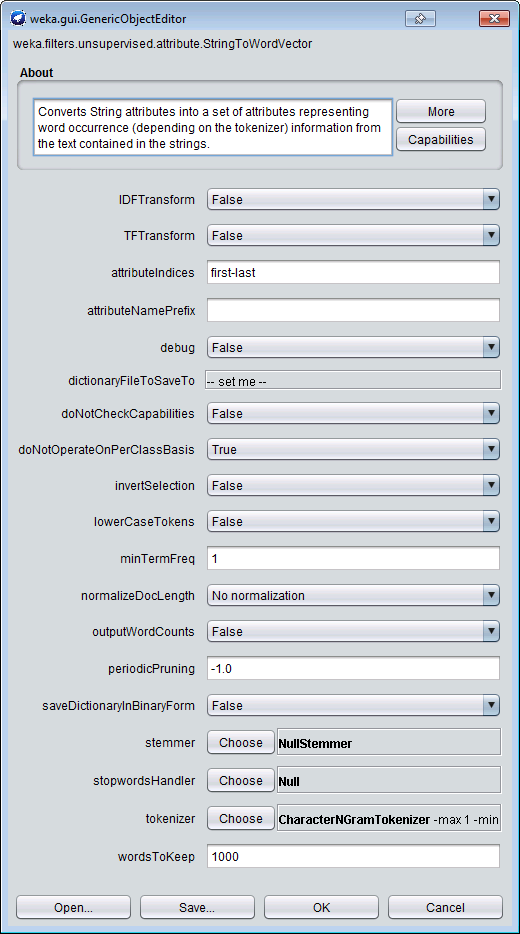 weka.gui.GenericObjectEditor
weka.filters.unsupervised.attribute.StringToWordVector
About
Converts String attributes into a set of attributes representing
word occurrence (depending on the tokenizer) information from
the text contained in the strings.
More
Capabilities
IDFTransform False
TFTransform False
attributeIndices first-last
attributeNamePrefix
debug False
dictionaryFileToSaveTo -- set me --
doNotCheckCapabilities False
doNotOperateOnPerClassBasis True
invertSelection False
lowerCaseTokens False
minTermFreq 1
normalizeDocLength No normalization
outputWordCounts False
periodicPruning -1.0
saveDictionaryInBinaryForm False
stemmer Choose NullStemmer
stopwordsHandler Choose Null
tokenizer Choose CharacterNGramTokenizer -max 1 -min
wordsToKeep 1000
Open... Save... OK Cancel